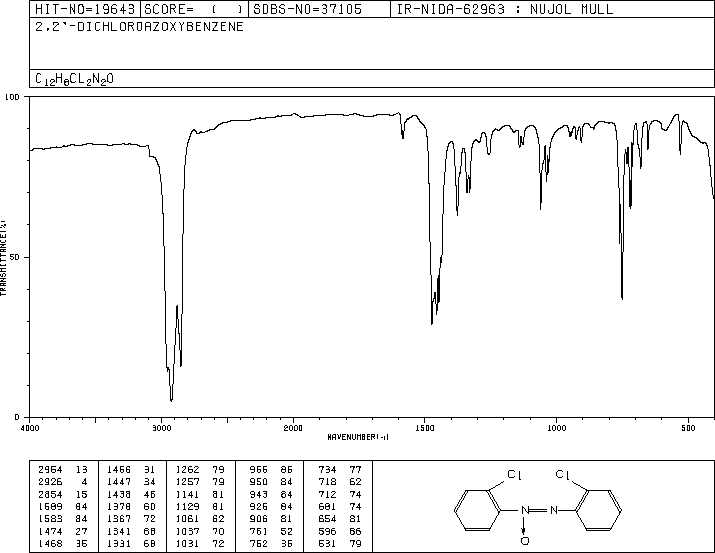 HIT-NO=19643 SCORE= ( ) SDBS-NO=37105 IR-NIDA-62963 : NUJOL MULL
2,2'-DICHLOROAZOXYBENZENE
C12H8CL2N2O
100
50
0
TRANSMITTANCE(%)
4000 3000 2000 1500 1000 500
WAVENUMBER(-1)
2954 13 1456 31 1262 79 966 86 734 77
2926 4 1447 34 1257 79 950 84 718 62
2854 15 1438 46 1141 81 943 84 712 74
1589 84 1378 60 1129 81 926 84 681 74
1583 84 1367 72 1061 62 906 81 654 81
1474 27 1341 68 1037 70 761 52 596 86
1468 35 1331 68 1031 72 752 35 531 79
Cl Cl
N N
O